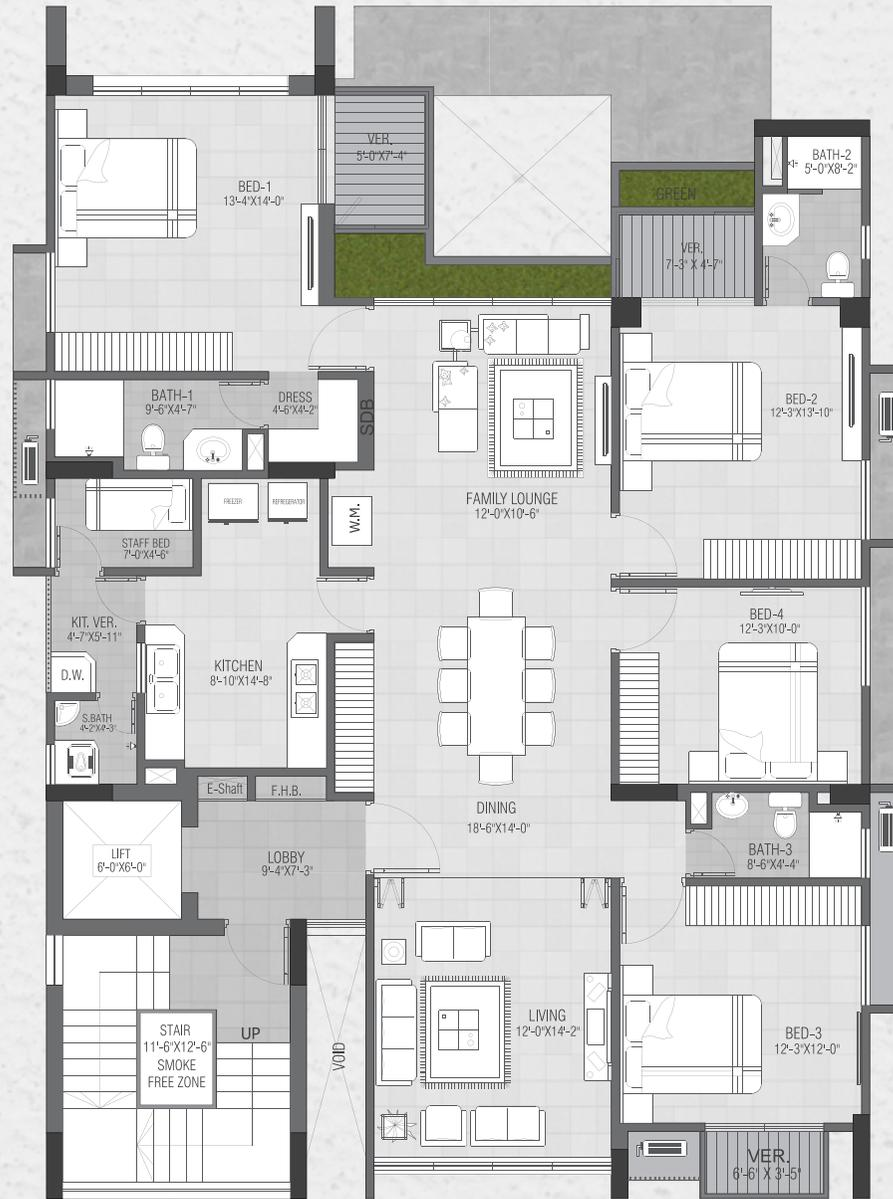 VER.
5'-0"X7'-4"
BATH-2
5'-0"X8'-2"
BED-1
13'-4"X14'-0"
GREEN
VER.
7'-3" X 4'-7"
BATH-1
9'-6"X4'-7"
DRESS
4'-6"X4'-2"
SDB
BED-2
12'-3"X13'-10"
FREEZER
REFREGERATOR
W.M.
FAMILY LOUNGE
12'-0"X10'-6"
STAFF BED
7'-0"X4'-6"
KIT. VER.
4'-7"X5'-11"
BED-4
12'-3"X10'-0"
D.W.
KITCHEN
8'-10"X14'-8"
S.BATH
4'-2"X4'-3"
E-Shaft
F.H.B.
DINING
18'-6"X14'-0"
LIFT
6'-0"X6'-0"
LOBBY
9'-4"X7'-3"
BATH-3
8'-6"X4'-4"
STAIR
11'-6"X12'-6"
SMOKE
FREE ZONE
UP
VOID
LIVING
12'-0"X14'-2"
BED-3
12'-3"X12'-0"
VER.
6'-6" X 3'-5"